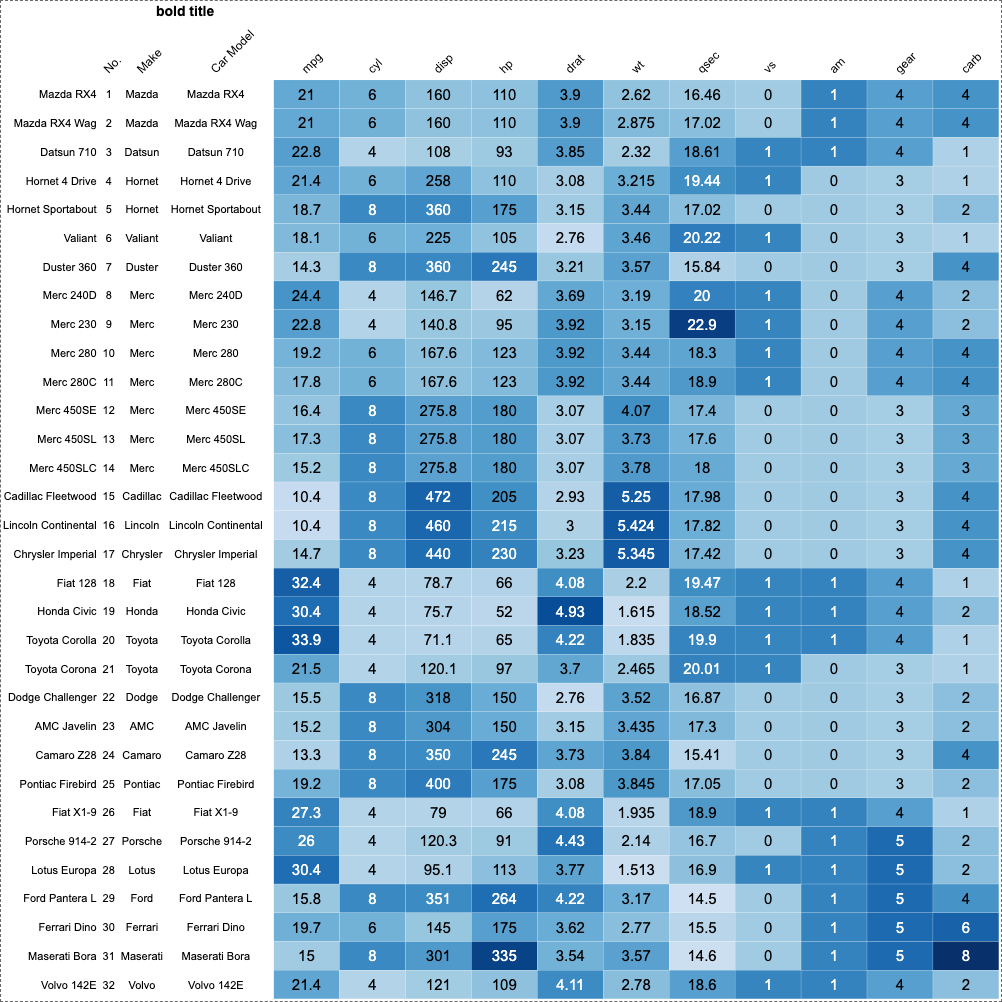 bold title
No. Make Car Model mpg cyl disp hp drat wt qsec vs am gear carb
Mazda RX4 1 Mazda Mazda RX4 21 6 160 110 3.9 2.62 16.46 0 1 4 4
Mazda RX4 Wag 2 Mazda Mazda RX4 Wag 21 6 160 110 3.9 2.875 17.02 0 1 4 4
Datsun 710 3 Datsun Datsun 710 22.8 4 108 93 3.85 2.32 18.61 1 1 4 1
Hornet 4 Drive 4 Hornet Hornet 4 Drive 21.4 6 258 110 3.08 3.215 19.44 1 0 3 1
Hornet Sportabout 5 Hornet Hornet Sportabout 18.7 8 360 175 3.15 3.44 17.02 0 0 3 2
Valiant 6 Valiant Valiant 18.1 6 225 105 2.76 3.46 20.22 1 0 3 1
Duster 360 7 Duster Duster 360 14.3 8 360 245 3.21 3.57 15.84 0 0 3 4
Merc 240D 8 Merc Merc 240D 24.4 4 146.7 62 3.69 3.19 20 1 0 4 2
Merc 230 9 Merc Merc 230 22.8 4 140.8 95 3.92 3.15 22.9 1 0 4 2
Merc 280 10 Merc Merc 280 19.2 6 167.6 123 3.92 3.44 18.3 1 0 4 4
Merc 280C 11 Merc Merc 280C 17.8 6 167.6 123 3.92 3.44 18.9 1 0 4 4
Merc 450SE 12 Merc Merc 450SE 16.4 8 275.8 180 3.07 4.07 17.4 0 0 3 3
Merc 450SL 13 Merc Merc 450SL 17.3 8 275.8 180 3.07 3.73 17.6 0 0 3 3
Merc 450SLC 14 Merc Merc 450SLC 15.2 8 275.8 180 3.07 3.78 18 0 0 3 3
Cadillac Fleetwood 15 Cadillac Cadillac Fleetwood 10.4 8 472 205 2.93 5.25 17.98 0 0 3 4
Lincoln Continental 16 Lincoln Lincoln Continental 10.4 8 460 215 3 5.424 17.82 0 0 3 4
Chrysler Imperial 17 Chrysler Chrysler Imperial 14.7 8 440 230 3.23 5.345 17.42 0 0 3 4
Fiat 128 18 Fiat Fiat 128 32.4 4 78.7 66 4.08 2.2 19.47 1 1 4 1
Honda Civic 19 Honda Honda Civic 30.4 4 75.7 52 4.93 1.615 18.52 1 1 4 2
Toyota Corolla 20 Toyota Toyota Corolla 33.9 4 71.1 65 4.22 1.835 19.9 1 1 4 1
Toyota Corona 21 Toyota Toyota Corona 21.5 4 120.1 97 3.7 2.465 20.01 1 0 3 1
Dodge Challenger 22 Dodge Dodge Challenger 15.5 8 318 150 2.76 3.52 16.87 0 0 3 2
AMC Javelin 23 AMC AMC Javelin 15.2 8 304 150 3.15 3.435 17.3 0 0 3 2
Camaro Z28 24 Camaro Camaro Z28 13.3 8 350 245 3.73 3.84 15.41 0 0 3 4
Pontiac Firebird 25 Pontiac Pontiac Firebird 19.2 8 400 175 3.08 3.845 17.05 0 0 3 2
Fiat X1-9 26 Fiat Fiat X1-9 27.3 4 79 66 4.08 1.935 18.9 1 1 4 1
Porsche 914-2 27 Porsche Porsche 914-2 26 4 120.3 91 4.43 2.14 16.7 0 1 5 2
Lotus Europa 28 Lotus Lotus Europa 30.4 4 95.1 113 3.77 1.513 16.9 1 1 5 2
Ford Pantera L 29 Ford Ford Pantera L 15.8 8 351 264 4.22 3.17 14.5 0 1 5 4
Ferrari Dino 30 Ferrari Ferrari Dino 19.7 6 145 175 3.62 2.77 15.5 0 1 5 6
Maserati Bora 31 Maserati Maserati Bora 15 8 301 335 3.54 3.57 14.6 0 1 5 8
Volvo 142E 32 Volvo Volvo 142E 21.4 4 121 109 4.11 2.78 18.6 1 1 4 2